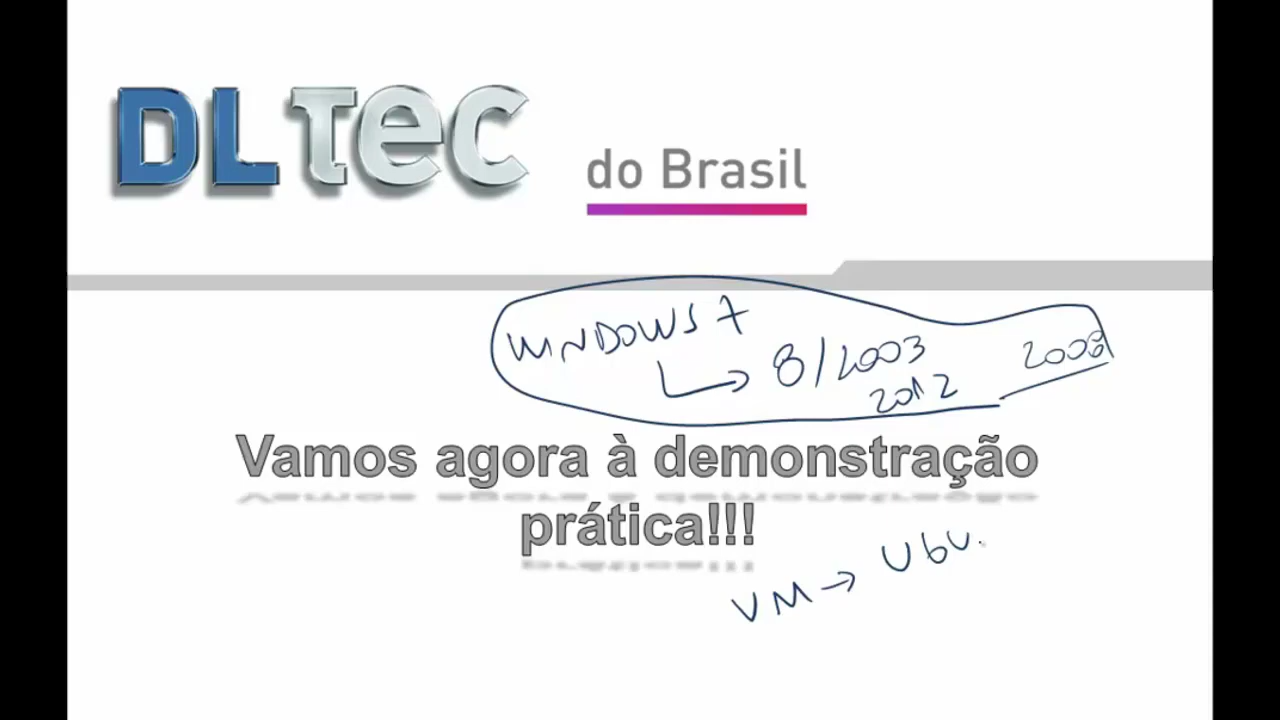 DLTEC
do Brasil
WINDOWS 7
8/2003 2008
2012
Vamos agora à demonstração
prática!!!
VM → UbU